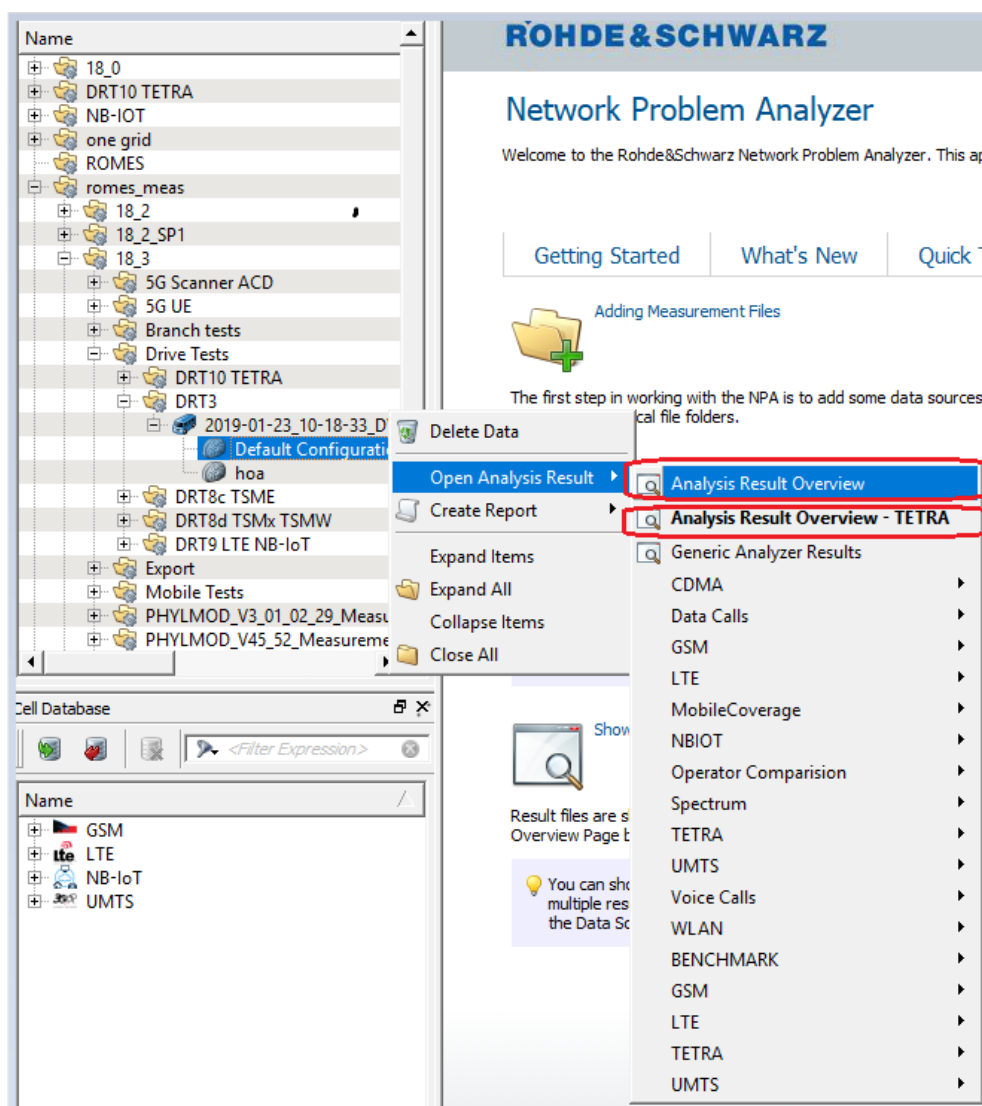 Name
18_0
DRT10 TETRA
NB-IOT
one grid
ROMES
romes_meas
18_2
18_2_SP1
18_3
5G Scanner ACD
5G UE
Branch tests
Drive Tests
DRT10 TETRA
DRT3
2019-01-23_10-18-33_D
Default Configurati
hoa
DRT8c TSME
DRT8d TSMx TSMW
DRT9 LTE NB-IoT
Export
Mobile Tests
PHYLMOD_V3_01_02_29_Measu
PHYLMOD_V45_52_Measureme
Cell Database
<Filter Expression>
Name
GSM
LTE
NB-IoT
UMTS
ROHDE&SCHWARZ
Network Problem Analyzer
Welcome to the Rohde&Schwarz Network Problem Analyzer. This ap
Getting Started
What's New
Quick T
Adding Measurement Files
The first step in working with the NPA is to add some data sources
cal file folders.
Delete Data
Open Analysis Result
Create Report
Expand Items
Expand All
Collapse Items
Close All
Analysis Result Overview
Analysis Result Overview - TETRA
Generic Analyzer Results
CDMA
Data Calls
GSM
LTE
MobileCoverage
NBIOT
Operator Comparision
Spectrum
TETRA
UMTS
Voice Calls
WLAN
BENCHMARK
GSM
LTE
TETRA
UMTS
Show
Result files are s
Overview Page b
You can sho
multiple res
the Data So